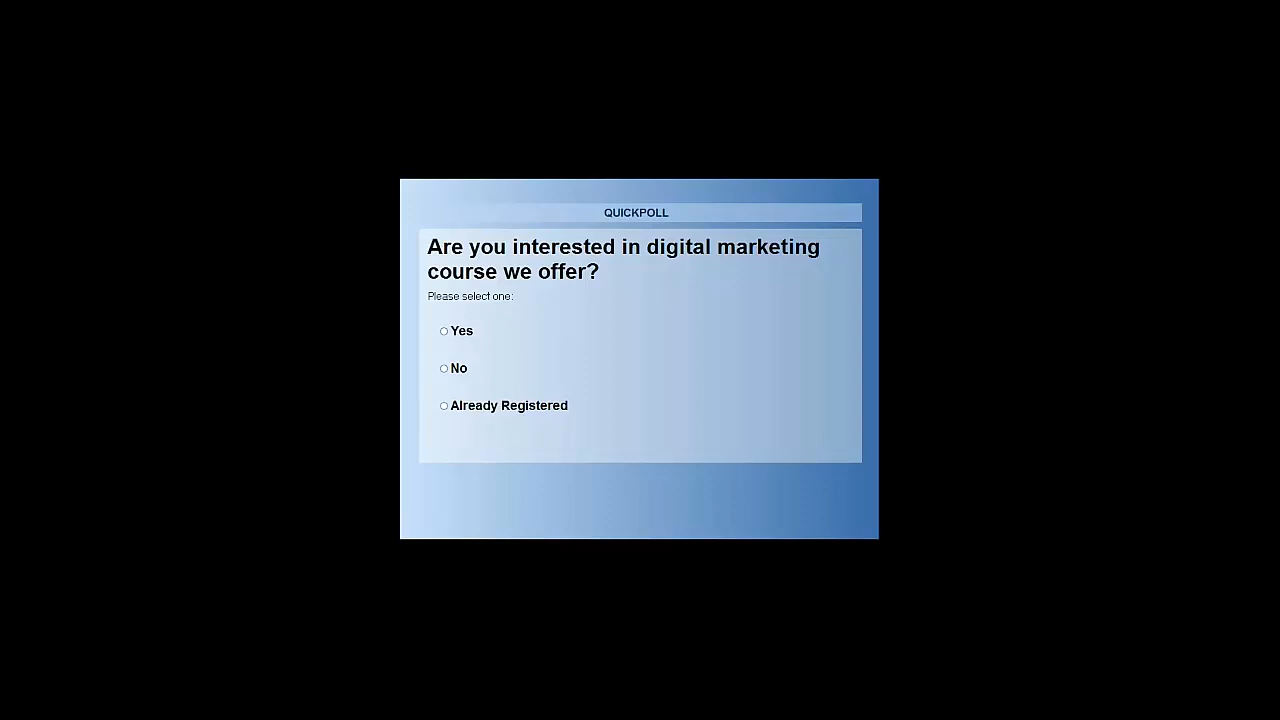 QUICKPOLL
Are you interested in digital marketing
course we offer?
Please select one:
Yes
No
Already Registered